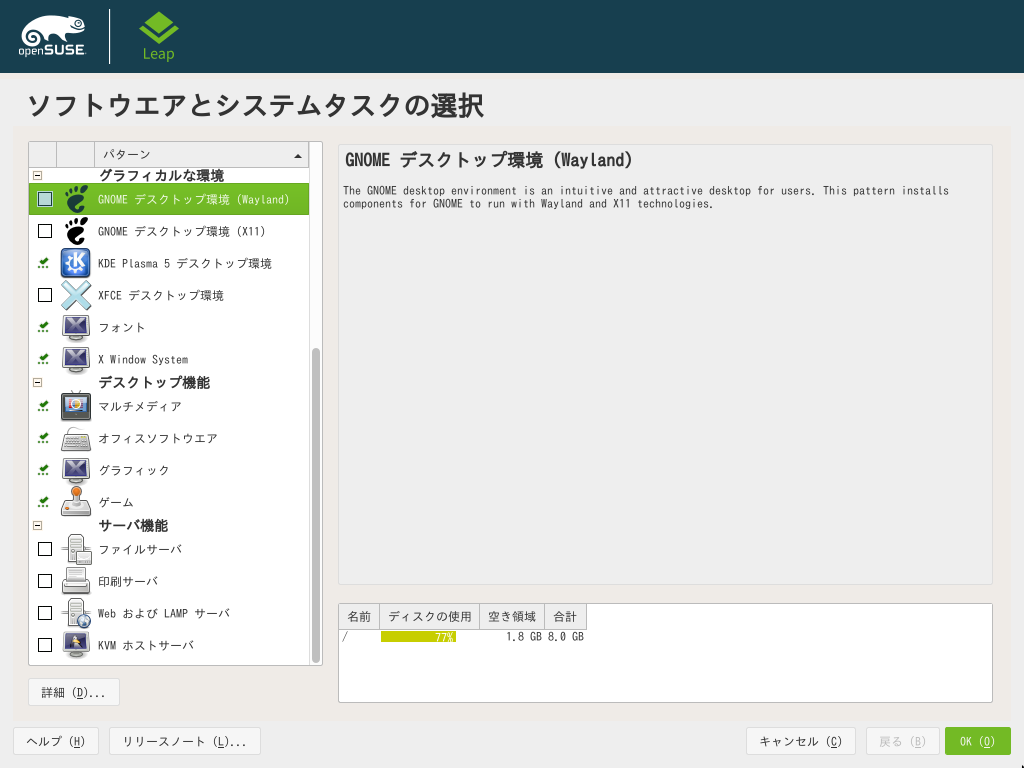 openSUSE
Leap
ソフトウエアとシステムタスクの選択
パターン
グラフィカルな環境
GNOME デスクトップ環境 (Wayland)
GNOME デスクトップ環境 (X11)
KDE Plasma 5 デスクトップ環境
XFCE デスクトップ環境
フォント
X Window System
デスクトップ機能
マルチメディア
オフィスソフトウエア
グラフィック
ゲーム
サーバ機能
ファイルサーバ
印刷サーバ
Web および LAMP サーバ
KVM ホストサーバ
詳細 (D)...
GNOME デスクトップ環境 (Wayland)
The GNOME desktop environment is an intuitive and attractive desktop for users. This pattern installs
components for GNOME to run with Wayland and X11 technologies.
名前 ディスクの使用 空き領域 合計
/ 77% 1.8 GB 8.0 GB
ヘルプ (H) リリースノート (L)... キャンセル (C) 戻る (B) OK (O)